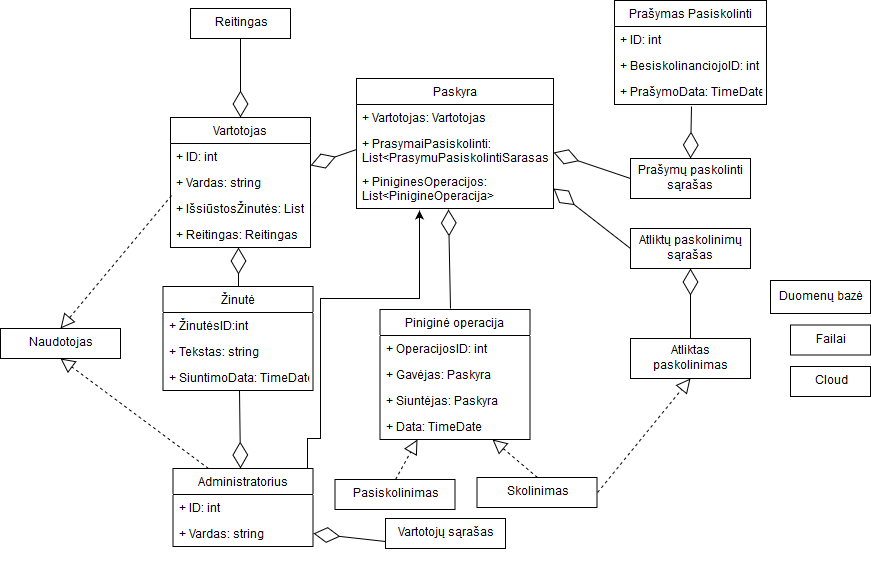 Reitingas
Prašymas Pasiskolinti
+ ID: int
+ BesiskolinanciojoID: int
+ PrašymoData: TimeDate
Paskyra
+ Vartotojas: Vartotojas
+ PrasymaiPasiskolinti:
List<PrasymuPasiskolintiSarasas
+ PiniginesOperacijos:
List<PinigineOperacija>
Vartotojas
+ ID: int
+ Vardas: string
+ IšsiūstosŽinutės: List
+ Reitingas: Reitingas
Prašymų paskolinti
sąrašas
Atliktų paskolinimų
sąrašas
Žinutė
+ ŽinutėsID:int
+ Tekstas: string
+ SiuntimoData: TimeDate
Duomenų bazė
Piniginė operacija
+ OperacijosID: int
+ Gavėjas: Paskyra
+ Siuntėjas: Paskyra
+ Data: TimeDate
Naudotojas
Failai
Atliktas
paskolinimas
Cloud
Administratorius
+ ID: int
+ Vardas: string
Pasiskolinimas
Skolinimas
Vartotojų sąrašas